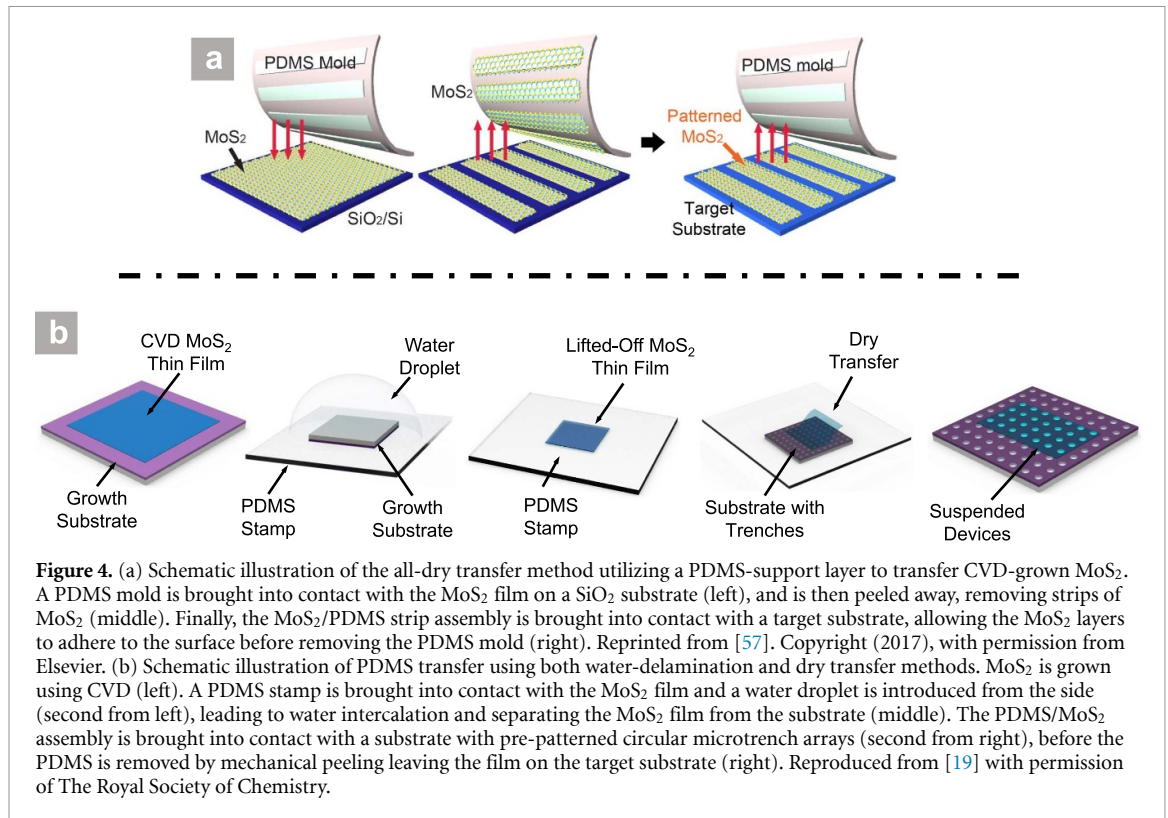 a
PDMS Mold
MoS₂
SiO₂/Si
MoS₂
PDMS mold
Patterned
MoS₂
Target
Substrate
b
CVD MoS₂
Thin Film
Growth
Substrate
Water
Droplet
PDMS
Stamp
Growth
Substrate
Lifted-Off MoS₂
Thin Film
PDMS
Stamp
Dry
Transfer
Substrate with
Trenches
Suspended
Devices
Figure 4. (a) Schematic illustration of the all-dry transfer method utilizing a PDMS-support layer to transfer CVD-grown MoS₂.
A PDMS mold is brought into contact with the MoS₂ film on a SiO₂ substrate (left), and is then peeled away, removing strips of
MoS₂ (middle). Finally, the MoS₂/PDMS strip assembly is brought into contact with a target substrate, allowing the MoS₂ layers
to adhere to the surface before removing the PDMS mold (right). Reprinted from [57]. Copyright (2017), with permission from
Elsevier. (b) Schematic illustration of PDMS transfer using both water-delamination and dry transfer methods. MoS₂ is grown
using CVD (left). A PDMS stamp is brought into contact with the MoS₂ film and a water droplet is introduced from the side
(second from left), leading to water intercalation and separating the MoS₂ film from the substrate (middle). The PDMS/MoS₂
assembly is brought into contact with a substrate with pre-patterned circular microtrench arrays (second from right), before the
PDMS is removed by mechanical peeling leaving the film on the target substrate (right). Reproduced from [19] with permission
of The Royal Society of Chemistry.